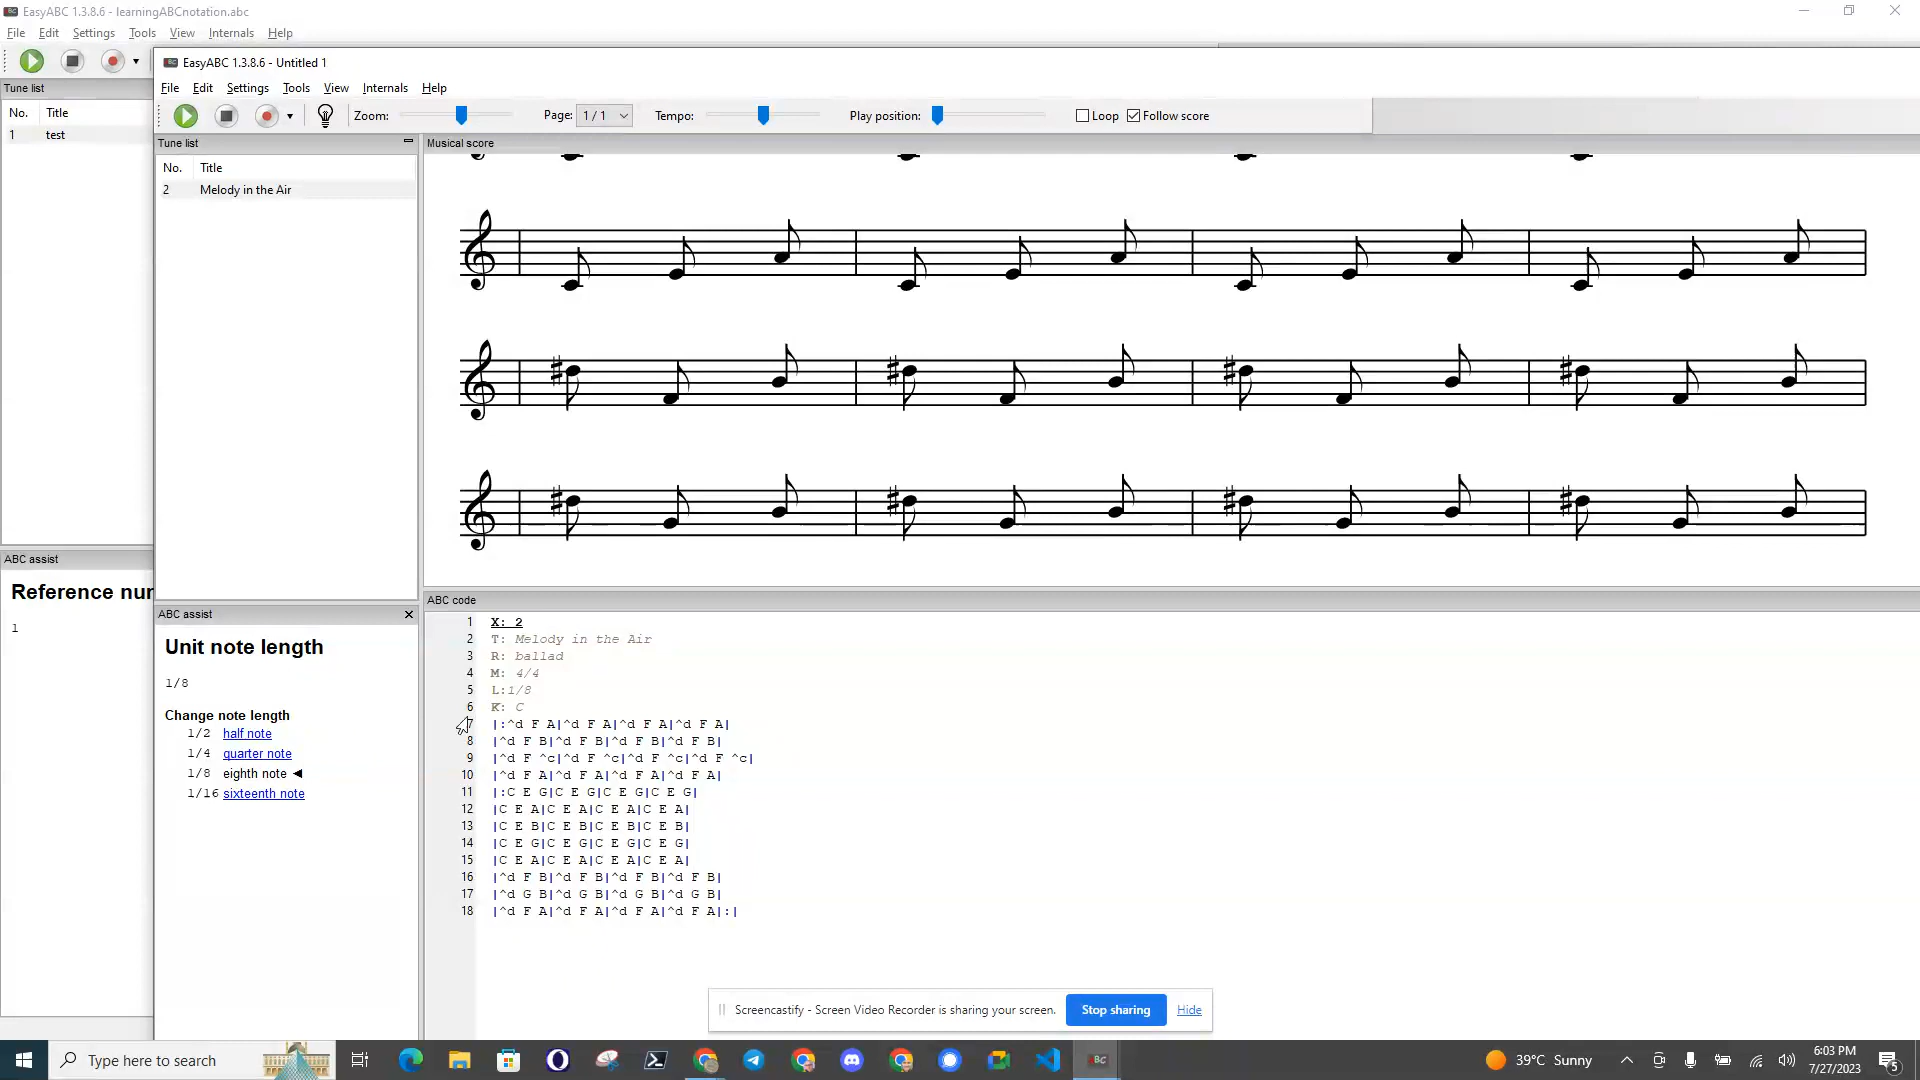 EasyABC 1.3.8.6 - learningABCnotation.abc
File Edit Settings Tools View Internals Help
EasyABC 1.3.8.6 - Untitled 1
File Edit Settings Tools View Internals Help
Zoom: Page: 1 / 1 Tempo: Play position: Loop Follow score
Tune list
No. Title
1 test
Tune list
No. Title
2 Melody in the Air
Musical score
ABC assist
Reference nur
1
ABC assist
Unit note length
1/8
Change note length
1/2 half note
1/4 quarter note
1/8 eighth note ◄
1/16 sixteenth note
ABC code
1 X: 2
2 T: Melody in the Air
3 R: ballad
4 M: 4/4
5 L:1/8
6 K: C
7 |:^d F A|^d F A|^d F A|^d F A|
8 |^d F B|^d F B|^d F B|^d F B|
9 |^d F ^c|^d F ^c|^d F ^c|^d F ^c|
10 |^d F A|^d F A|^d F A|^d F A|
11 |:C E G|C E G|C E G|C E G|
12 |C E A|C E A|C E A|C E A|
13 |C E B|C E B|C E B|C E B|
14 |C E G|C E G|C E G|C E G|
15 |C E A|C E A|C E A|C E A|
16 |^d F B|^d F B|^d F B|^d F B|
17 |^d G B|^d G B|^d G B|^d G B|
18 |^d F A|^d F A|^d F A|^d F A|:|
Screencastify - Screen Video Recorder is sharing your screen. Stop sharing Hide
Type here to search
BC
39°C Sunny
6:03 PM
7/27/2023
5